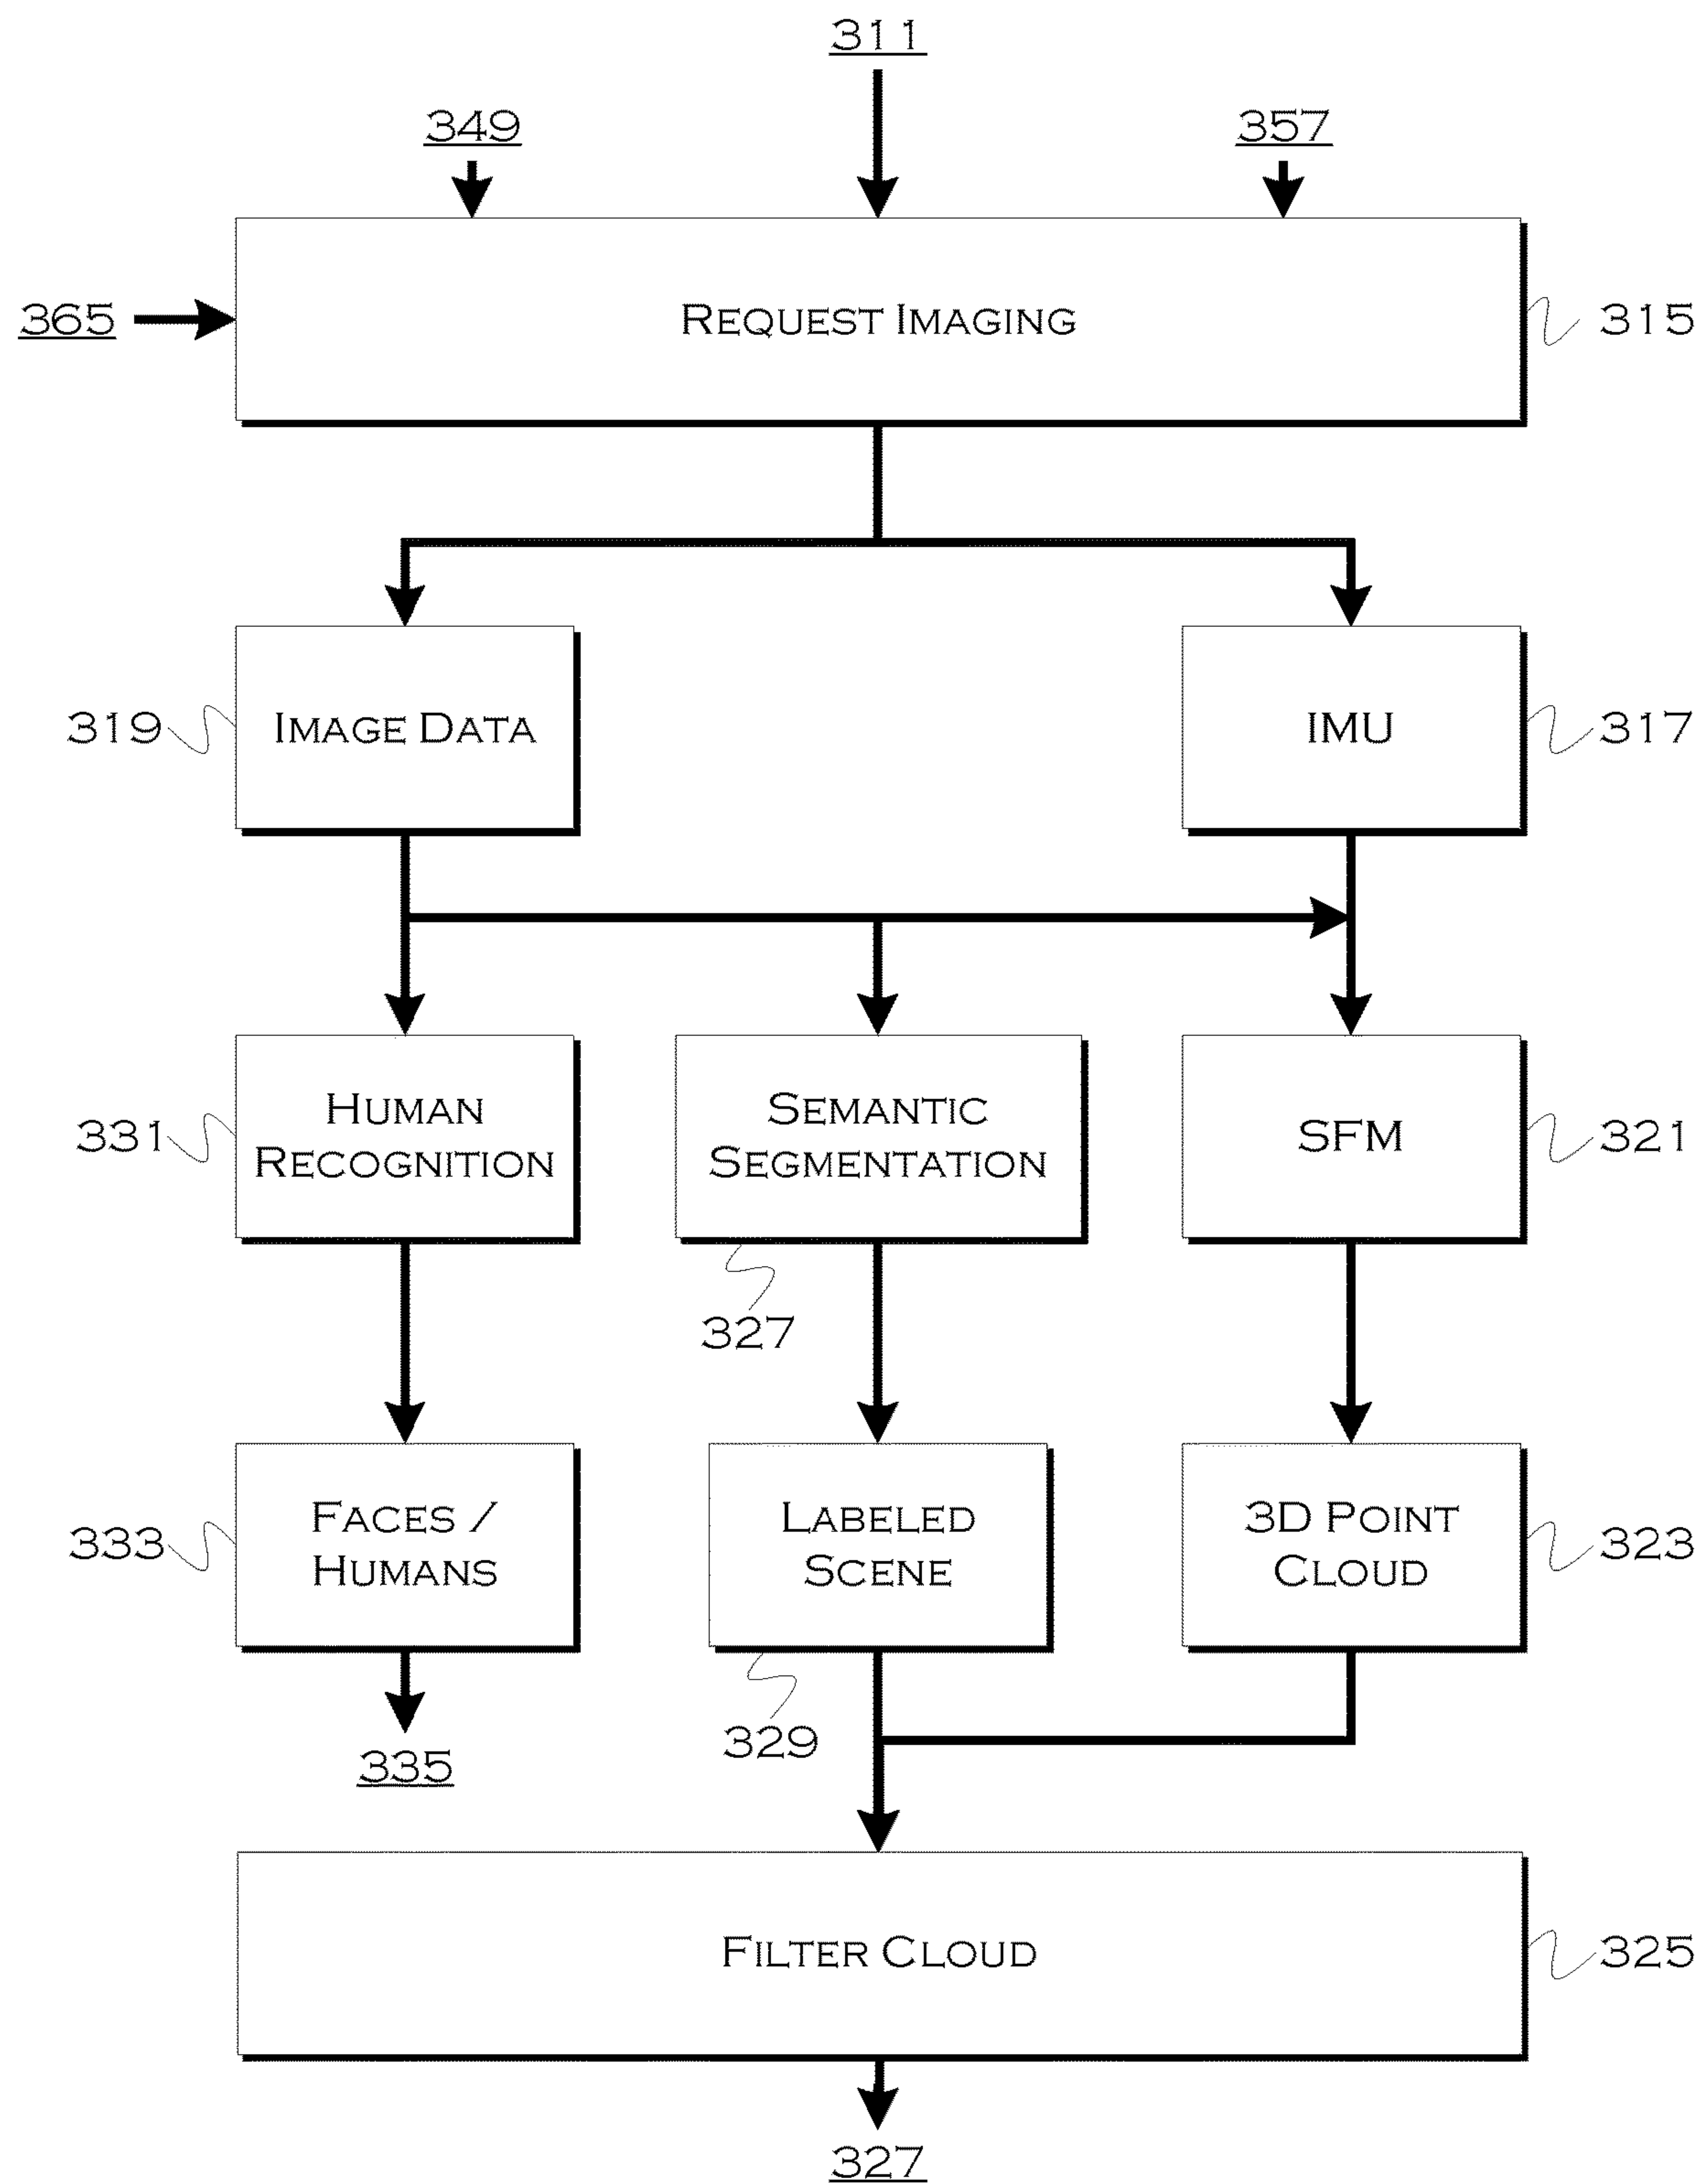 311
349
357
365
REQUEST IMAGING
315
319
IMAGE DATA
IMU
317
331
HUMAN
RECOGNITION
SEMANTIC
SEGMENTATION
SFM
321
327
333
FACES /
HUMANS
LABELED
SCENE
3D POINT
CLOUD
323
329
335
FILTER CLOUD
325
327